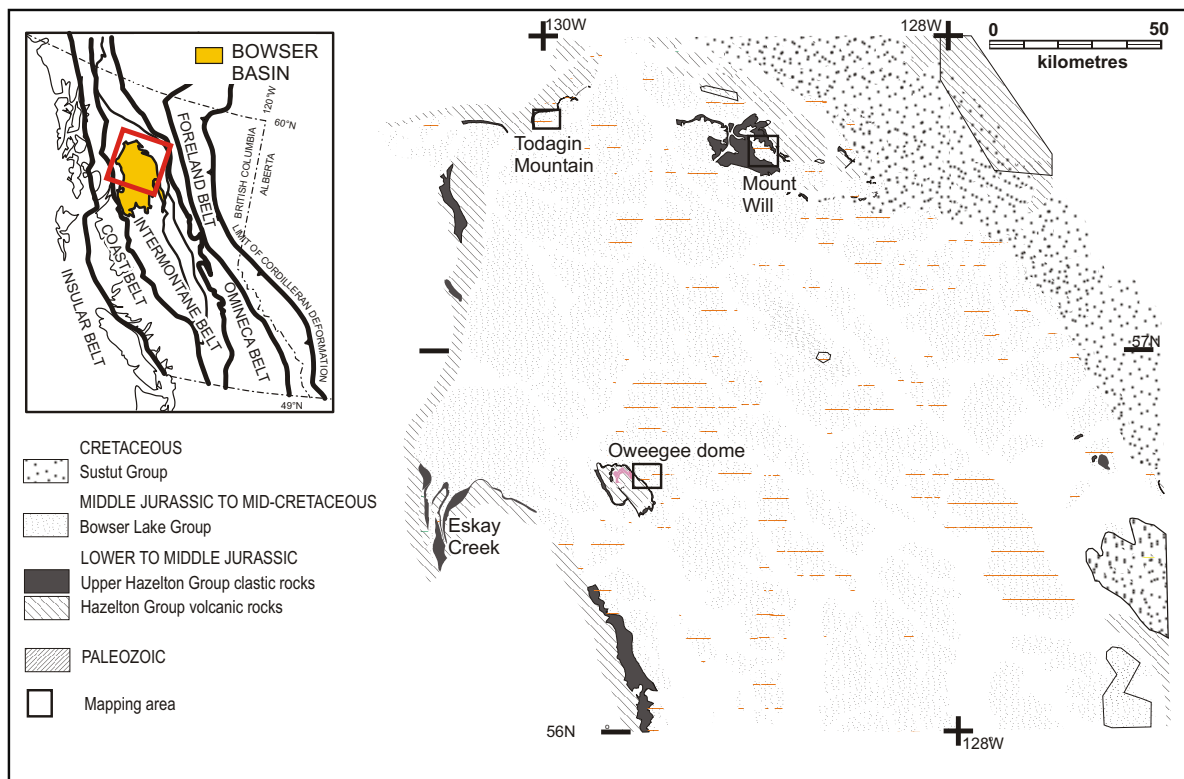 BOWSER
BASIN
120°W
60°N
FORELAND BELT
BRITISH COLUMBIA
ALBERTA
LIMIT OF CORDILLERAN DEFORMATION
INTERMONTANE BELT
COAST BELT
OMINECA BELT
INSULAR BELT
49°N
130W
128W
0 50
kilometres
Todagin
Mountain
Mount
Will
57N
Oweegee dome
Eskay
Creek
56N
128W
CRETACEOUS
Sustut Group
MIDDLE JURASSIC TO MID-CRETACEOUS
Bowser Lake Group
LOWER TO MIDDLE JURASSIC
Upper Hazelton Group clastic rocks
Hazelton Group volcanic rocks
PALEOZOIC
Mapping area